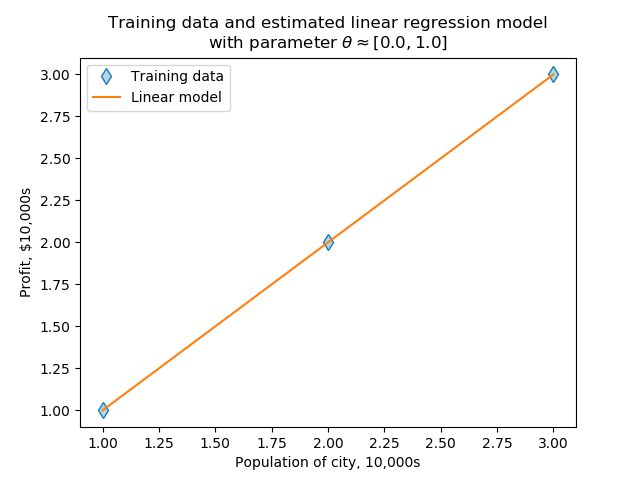 Training data and estimated linear regression model
with parameter θ ≈ [0.0, 1.0]
Training data
Linear model
3.00
2.75
2.50
2.25
2.00
1.75
1.50
1.25
1.00
Profit, $10,000s
1.00 1.25 1.50 1.75 2.00 2.25 2.50 2.75 3.00
Population of city, 10,000s